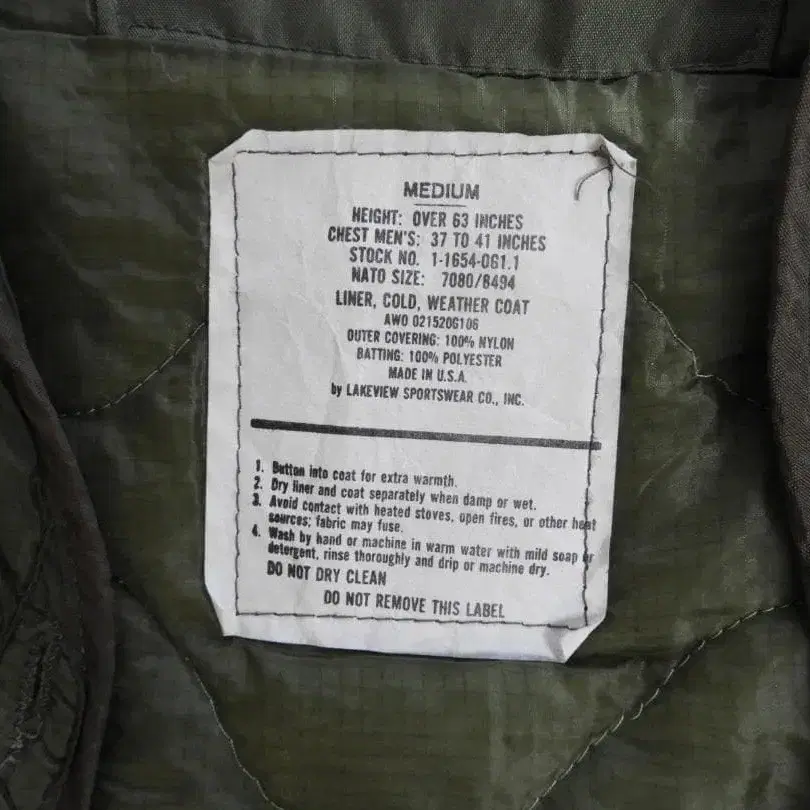 MEDIUM
HEIGHT: OVER 63 INCHES
CHEST MEN'S: 37 TO 41 INCHES
STOCK NO. 1-1654-0G1.1
NATO SIZE: 7080/8494
LINER, COLD, WEATHER COAT
AWO 021520G106
OUTER COVERING: 100% NYLON
BATTING: 100% POLYESTER
MADE IN U.S.A.
by LAKEVIEW SPORTSWEAR CO., INC.
1. Button into coat for extra warmth.
2. Dry liner and coat separately when damp or wet.
3. Avoid contact with heated stoves, open fires, or other heat
sources; fabric may fuse.
4. Wash by hand or machine in warm water with mild soap or
detergent, rinse thoroughly and drip or machine dry.
DO NOT DRY CLEAN
DO NOT REMOVE THIS LABEL